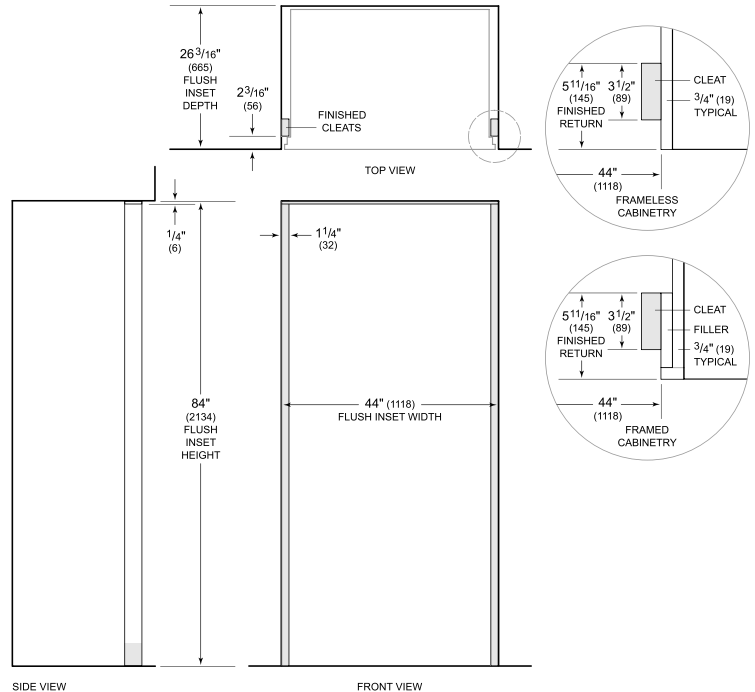 26 3/16"
(665)
FLUSH
INSET
DEPTH
2 3/16"
(56)
FINISHED
CLEATS
TOP VIEW
5 11/16"
(145)
FINISHED
RETURN
3 1/2"
(89)
CLEAT
3/4" (19)
TYPICAL
44"
(1118)
FRAMELESS
CABINETRY
1/4"
(6)
1 1/4"
(32)
84"
(2134)
FLUSH
INSET
HEIGHT
44" (1118)
FLUSH INSET WIDTH
5 11/16"
(145)
FINISHED
RETURN
3 1/2"
(89)
CLEAT
FILLER
3/4" (19)
TYPICAL
44"
(1118)
FRAMED
CABINETRY
SIDE VIEW
FRONT VIEW